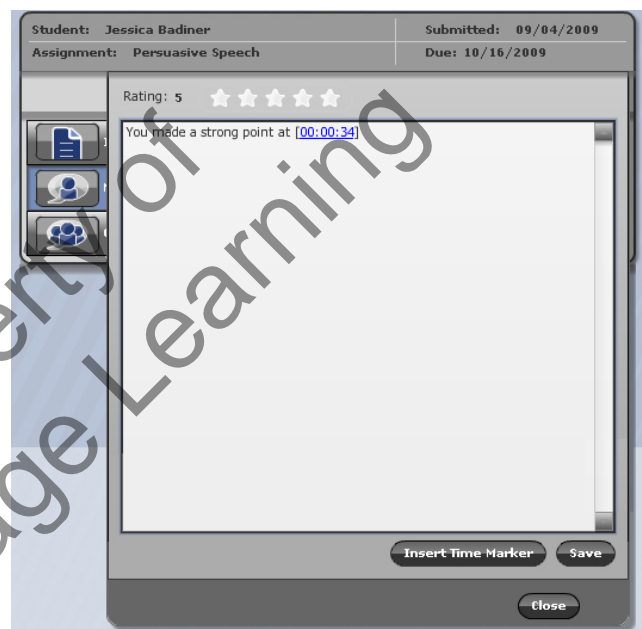 Student: Jessica Badiner
Submitted: 09/04/2009
Assignment: Persuasive Speech
Due: 10/16/2009
Rating: 5
You made a strong point at [00:00:34]
Insert Time Marker
Save
Close
Learning